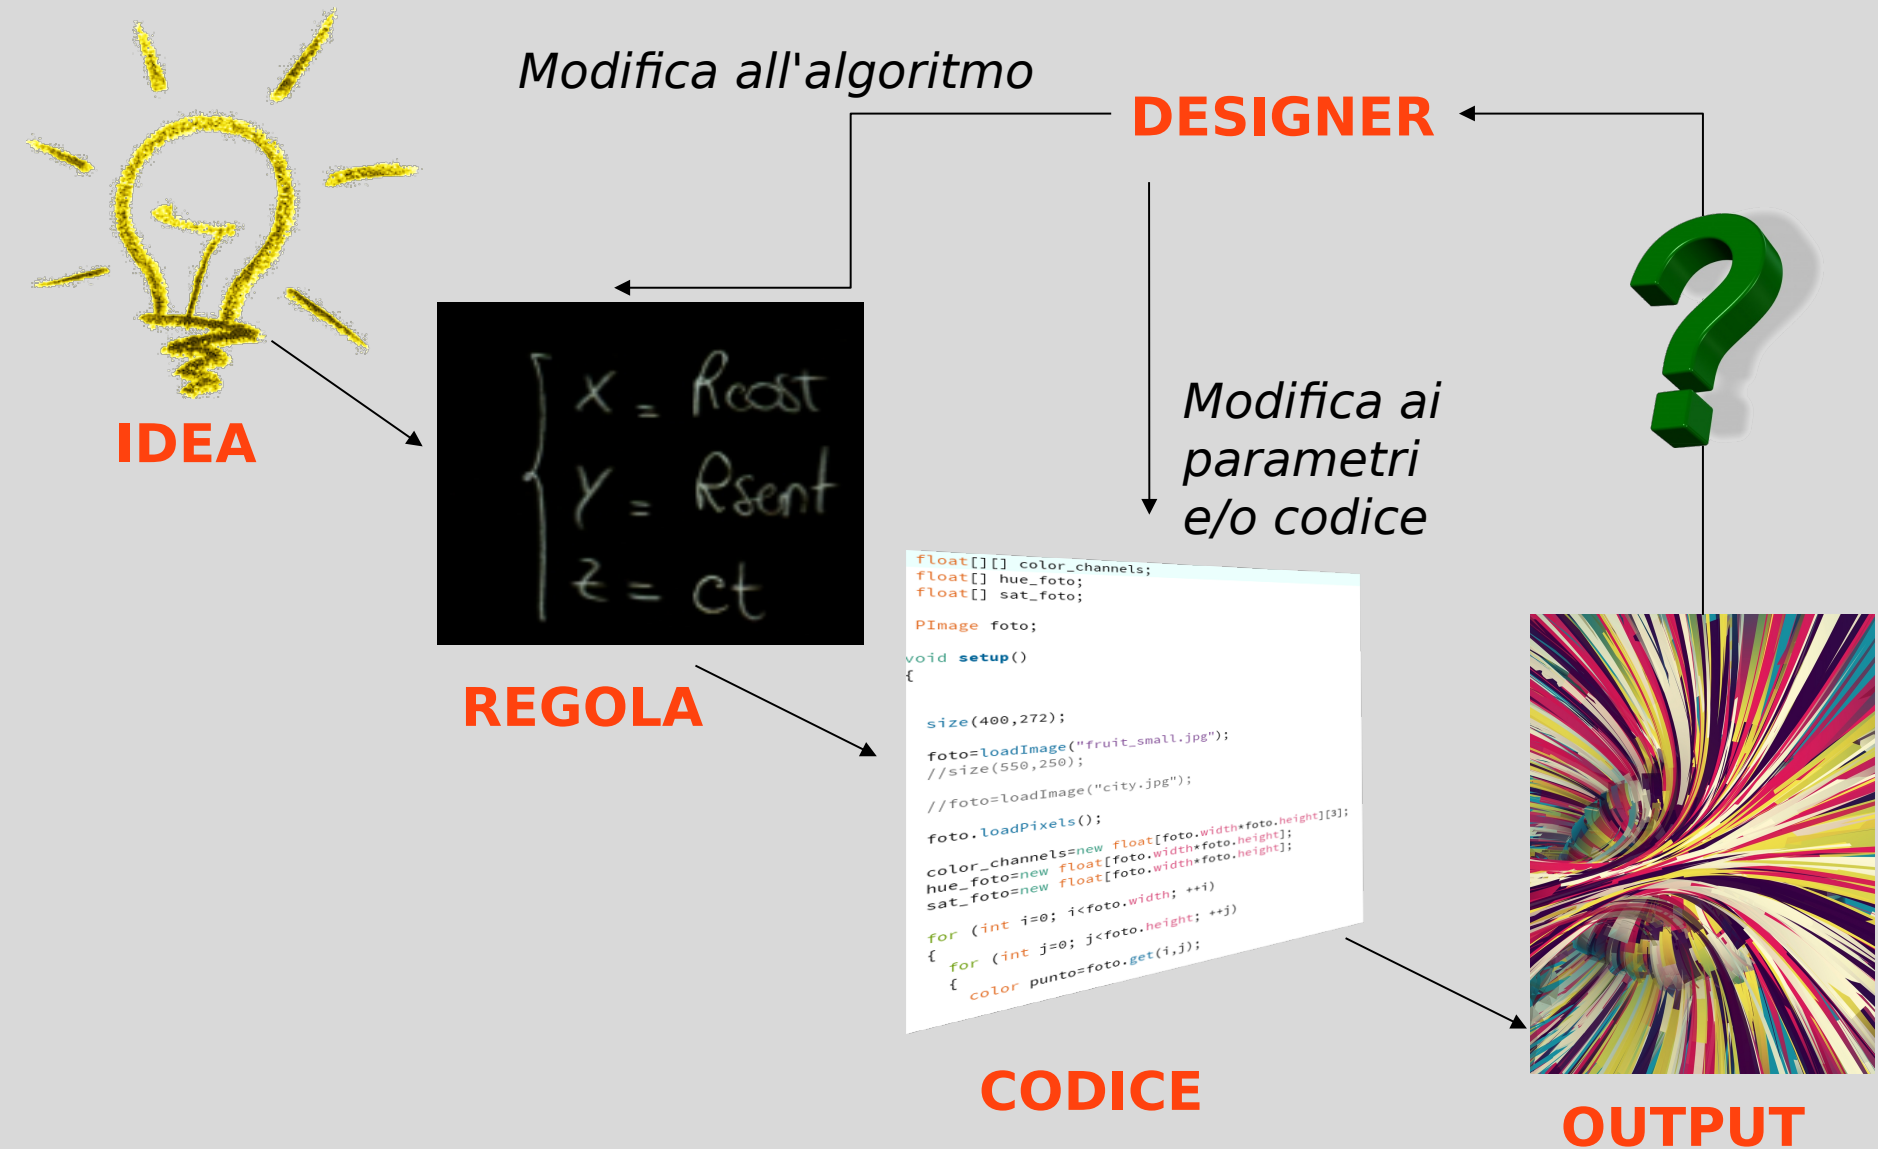 Modifica all'algoritmo
DESIGNER
IDEA
X = Rcost
Y = Rsent
z = ct
REGOLA
Modifica ai
parametri
e/o codice
float[][] color_channels;
float[] hue_foto;
float[] sat_foto;
PImage foto;
void setup()
{
size(400,272);
foto=loadImage("fruit_small.jpg");
//size(550,250);
//foto=loadImage("city.jpg");
foto.loadPixels();
color_channels=new float[foto.width*foto.height][3];
hue_foto=new float[foto.width*foto.height];
sat_foto=new float[foto.width*foto.height];
for (int i=0; i<foto.width; ++i)
{
for (int j=0; j<foto.height; ++j)
{
color punto=foto.get(i,j);
CODICE
OUTPUT